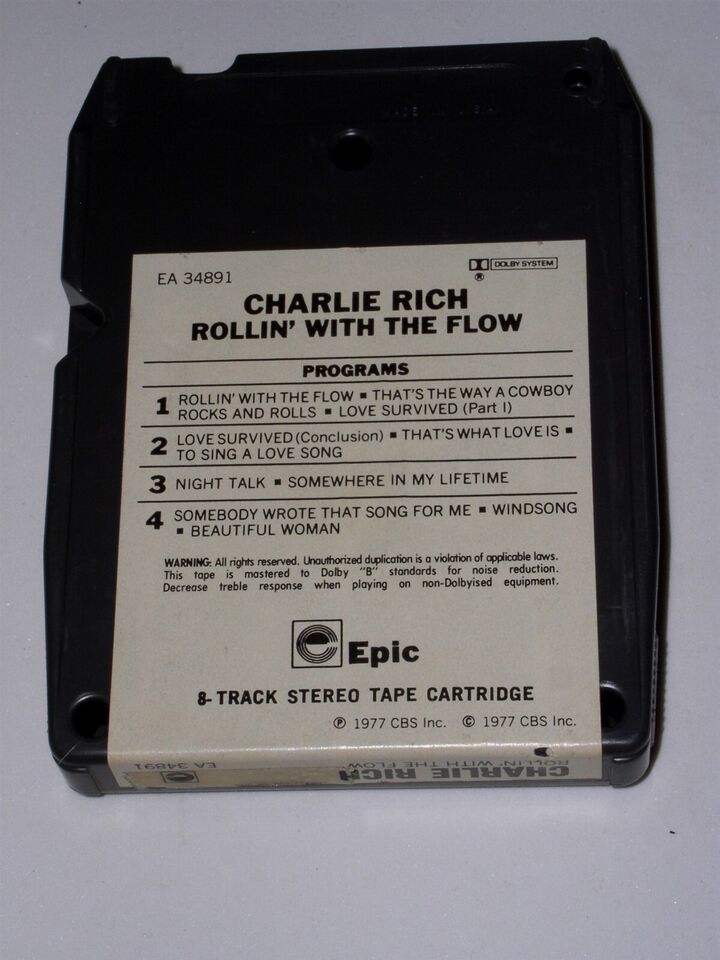 EA 34891
DOLBY SYSTEM
®
CHARLIE RICH
ROLLIN' WITH THE FLOW
PROGRAMS
1 ROLLIN' WITH THE FLOW ▪ THAT'S THE WAY A COWBOY
ROCKS AND ROLLS ▪ LOVE SURVIVED (Part I)
2 LOVE SURVIVED (Conclusion) ▪ THAT'S WHAT LOVE IS ▪
TO SING A LOVE SONG
3 NIGHT TALK ▪ SOMEWHERE IN MY LIFETIME
4 SOMEBODY WROTE THAT SONG FOR ME ▪ WINDSONG
▪ BEAUTIFUL WOMAN
WARNING: All rights reserved. Unauthorized duplication is a violation of applicable laws.
This tape is mastered to Dolby "B" standards for noise reduction.
Decrease treble response when playing on non-Dolbyised equipment.
Epic
8-TRACK STEREO TAPE CARTRIDGE
℗ 1977 CBS Inc. © 1977 CBS Inc.
CHARLIE RICH
ROLLIN' WITH THE FLOW
EA 34891